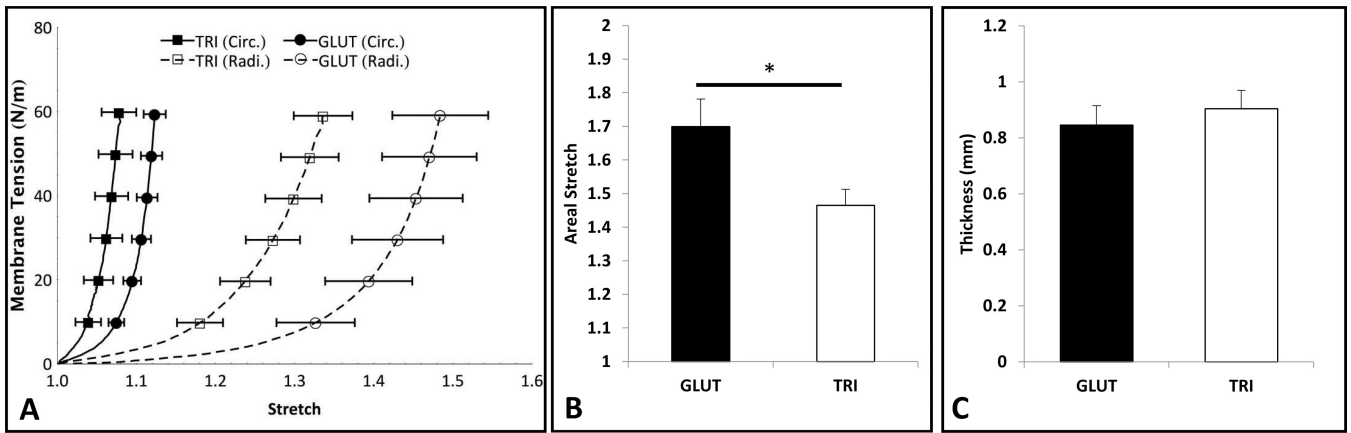 80
60
40
20
0
Membrane Tension (N/m)
TRI (Circ.) GLUT (Circ.)
TRI (Radi.) GLUT (Radi.)
1.0 1.1 1.2 1.3 1.4 1.5 1.6
Stretch
A
2
1.9
1.8
1.7
1.6
1.5
1.4
1.3
1.2
1.1
1
Areal Stretch
*
GLUT TRI
B
1.2
1
0.8
0.6
0.4
0.2
0
Thickness (mm)
GLUT TRI
C